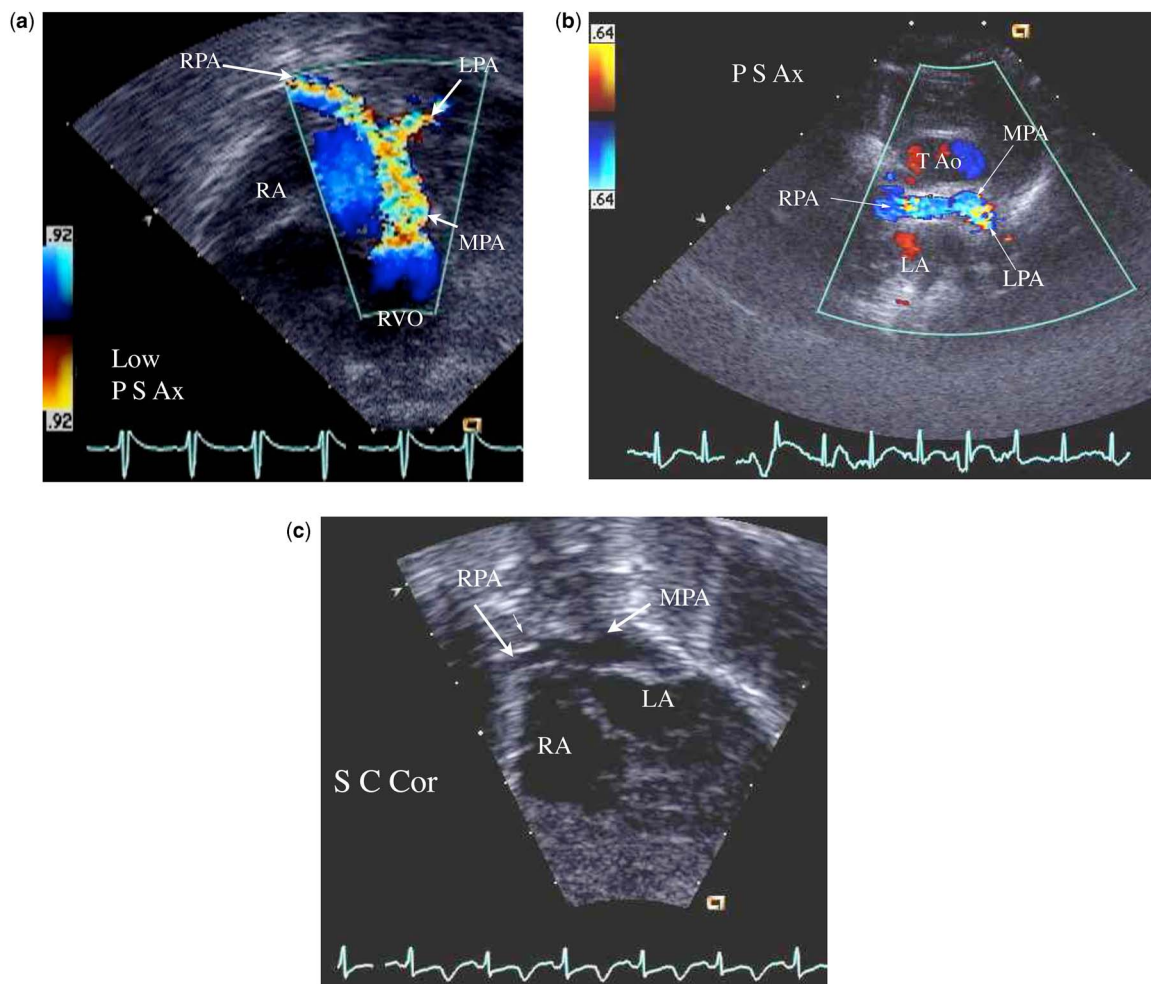 (a)
RPA
LPA
RA
MPA
.92
.92
RVO
Low
P S Ax
(b)
.64
.64
P S Ax
MPA
T Ao
RPA
LA
LPA
(c)
RPA
MPA
LA
RA
S C Cor